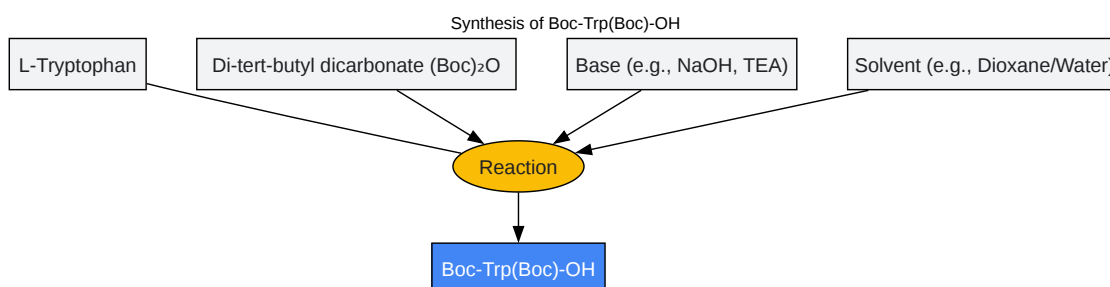 Synthesis of Boc-Trp(Boc)-OH
L-Tryptophan
Di-tert-butyl dicarbonate (Boc)₂O
Base (e.g., NaOH, TEA)
Solvent (e.g., Dioxane/Water)
Reaction
Boc-Trp(Boc)-OH